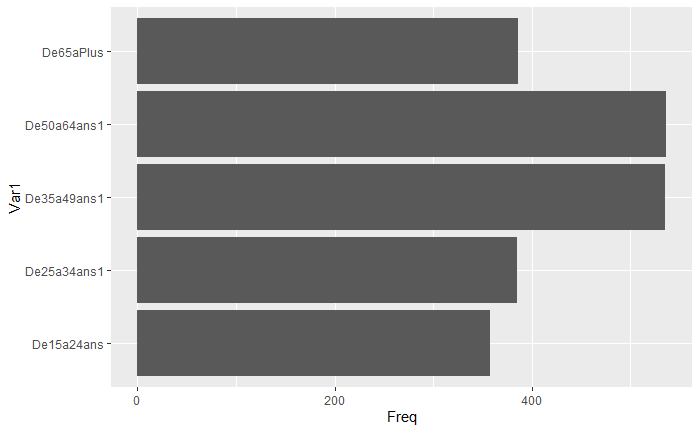 De65aPlus
De50a64ans1
De35a49ans1
De25a34ans1
De15a24ans
Var1
0
200
400
Freq